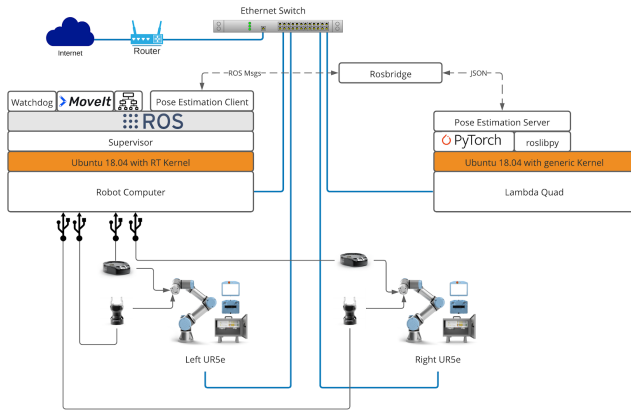 Ethernet Switch
Internet
Router
ROS Msgs
Rosbridge
JSON
Watchdog
MoveIt
Pose Estimation Client
ROS
Supervisor
Ubuntu 18.04 with RT Kernel
Robot Computer
Pose Estimation Server
PyTorch
roslibpy
Ubuntu 18.04 with generic Kernel
Lambda Quad
Left UR5e
Right UR5e